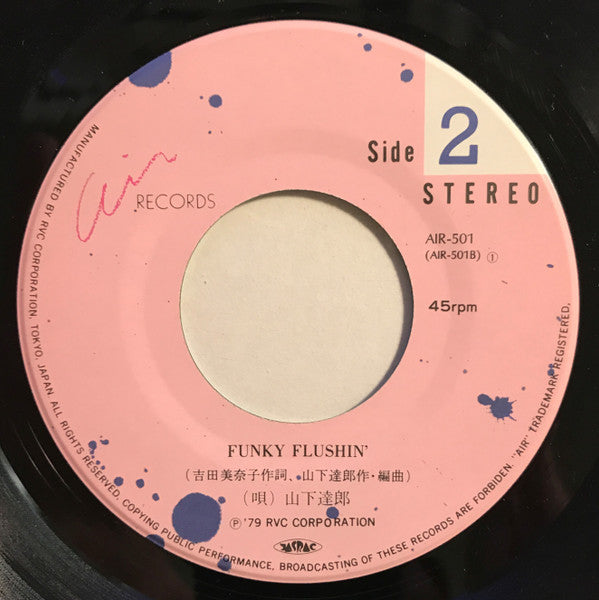 Air
RECORDS
Side 2
STEREO
AIR-501
(AIR-501B) ①
45rpm
FUNKY FLUSHIN'
(吉田美奈子作詞、山下達郎作・編曲)
(唄) 山下達郎
Ⓟ '79 RVC CORPORATION
JASRAC
MANUFACTURED BY RVC CORPORATION, TOKYO, JAPAN. ALL RIGHTS RESERVED, COPYING PUBLIC PERFORMANCE, BROADCASTING OF THESE RECORDS ARE FORBIDDEN. "AIR" TRADEMARK REGISTERED.